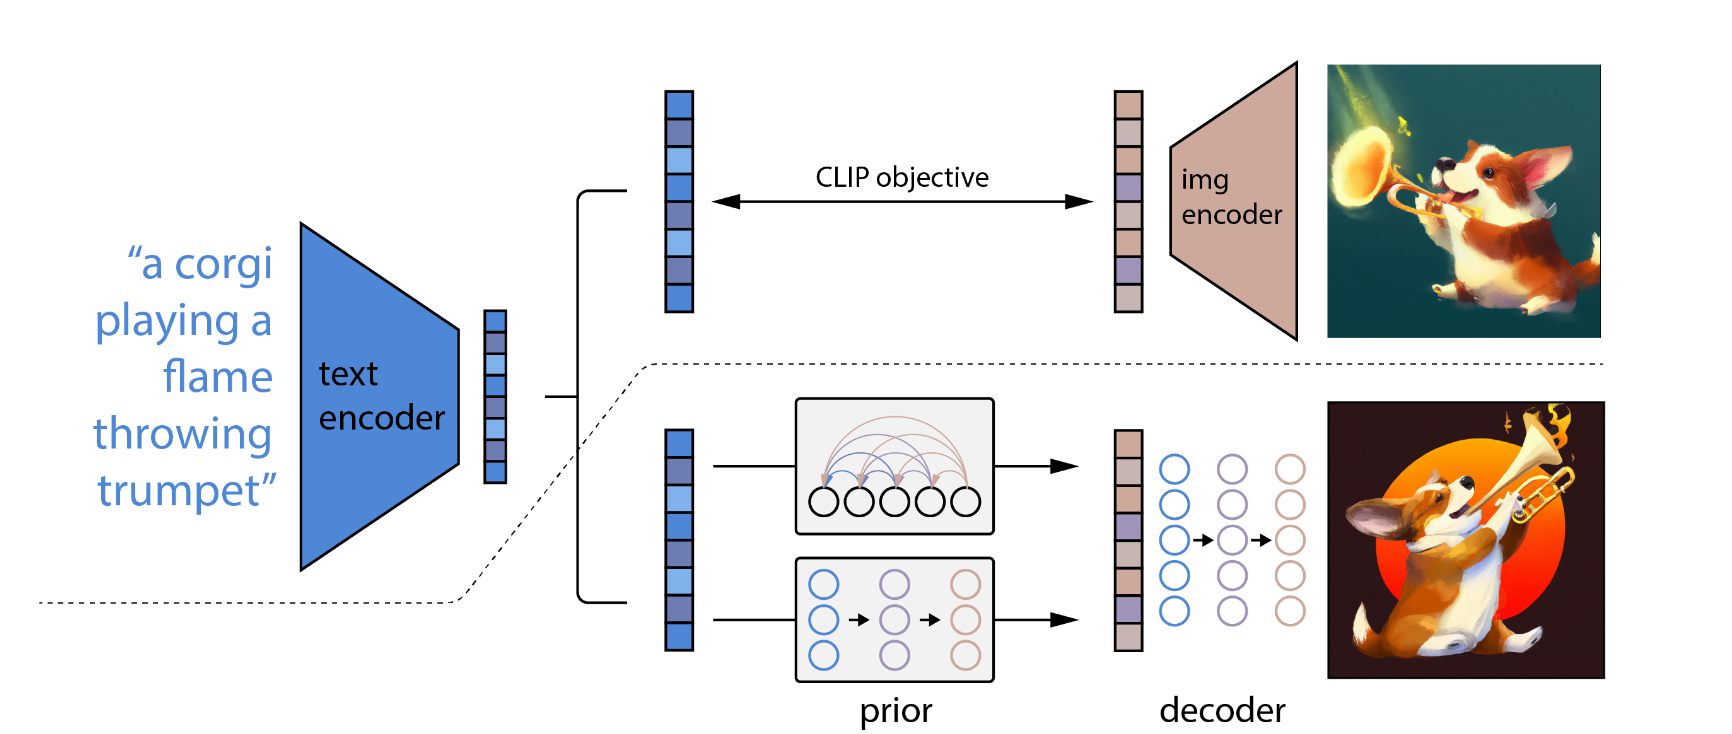 “a corgi
playing a
flame
throwing
trumpet”
text
encoder
CLIP objective
img
encoder
prior
decoder